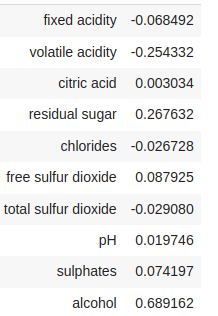 fixed acidity -0.068492
volatile acidity -0.254332
citric acid 0.003034
residual sugar 0.267632
chlorides -0.026728
free sulfur dioxide 0.087925
total sulfur dioxide -0.029080
pH 0.019746
sulphates 0.074197
alcohol 0.689162